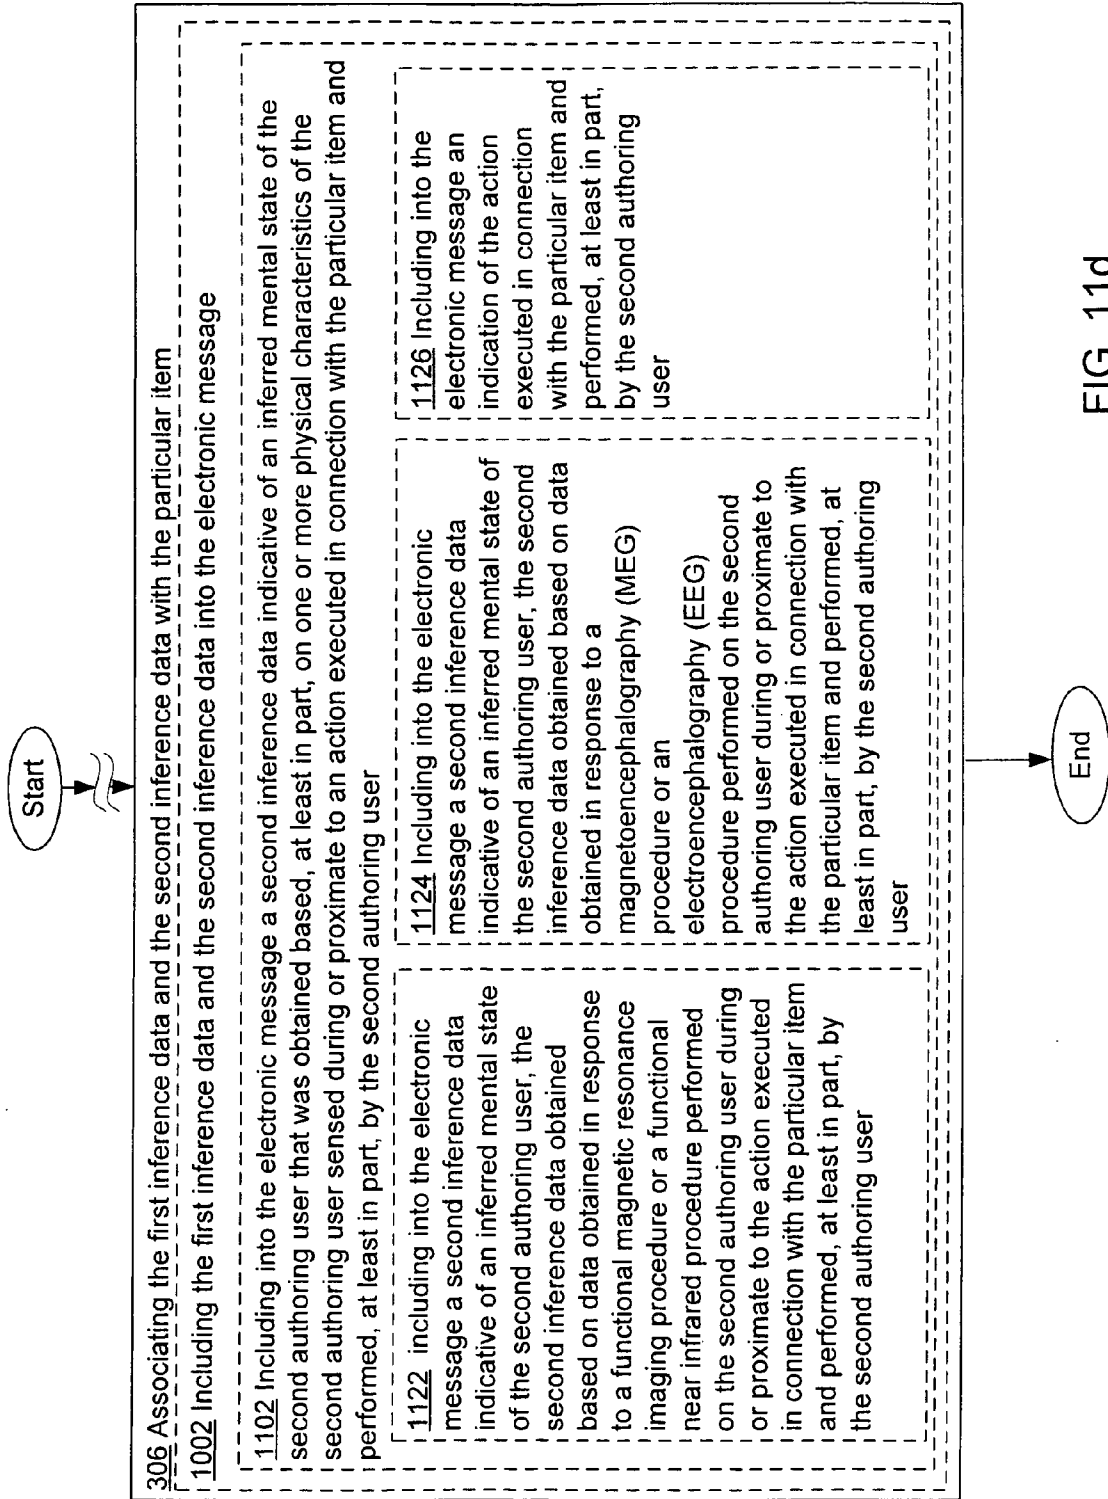 Start
306 Associating the first inference data and the second inference data with the particular item
1002 Including the first inference data and the second inference data into the electronic message
1102 Including into the electronic message a second inference data indicative of an inferred mental state of the
second authoring user that was obtained based, at least in part, on one or more physical characteristics of the
second authoring user sensed during or proximate to an action executed in connection with the particular item and
performed, at least in part, by the second authoring user
1122 including into the electronic
message a second inference data
indicative of an inferred mental state
of the second authoring user, the
second inference data obtained
based on data obtained in response
to a functional magnetic resonance
imaging procedure or a functional
near infrared procedure performed
on the second authoring user during
or proximate to the action executed
in connection with the particular item
and performed, at least in part, by
the second authoring user
1124 Including into the electronic
message a second inference data
indicative of an inferred mental state of
the second authoring user, the second
inference data obtained based on data
obtained in response to a
magnetoencephalography (MEG)
procedure or an
electroencephalography (EEG)
procedure performed on the second
authoring user during or proximate to
the action executed in connection with
the particular item and performed, at
least in part, by the second authoring
user
1126 Including into the
electronic message an
indication of the action
executed in connection
with the particular item and
performed, at least in part,
by the second authoring
user
End
FIG. 11d